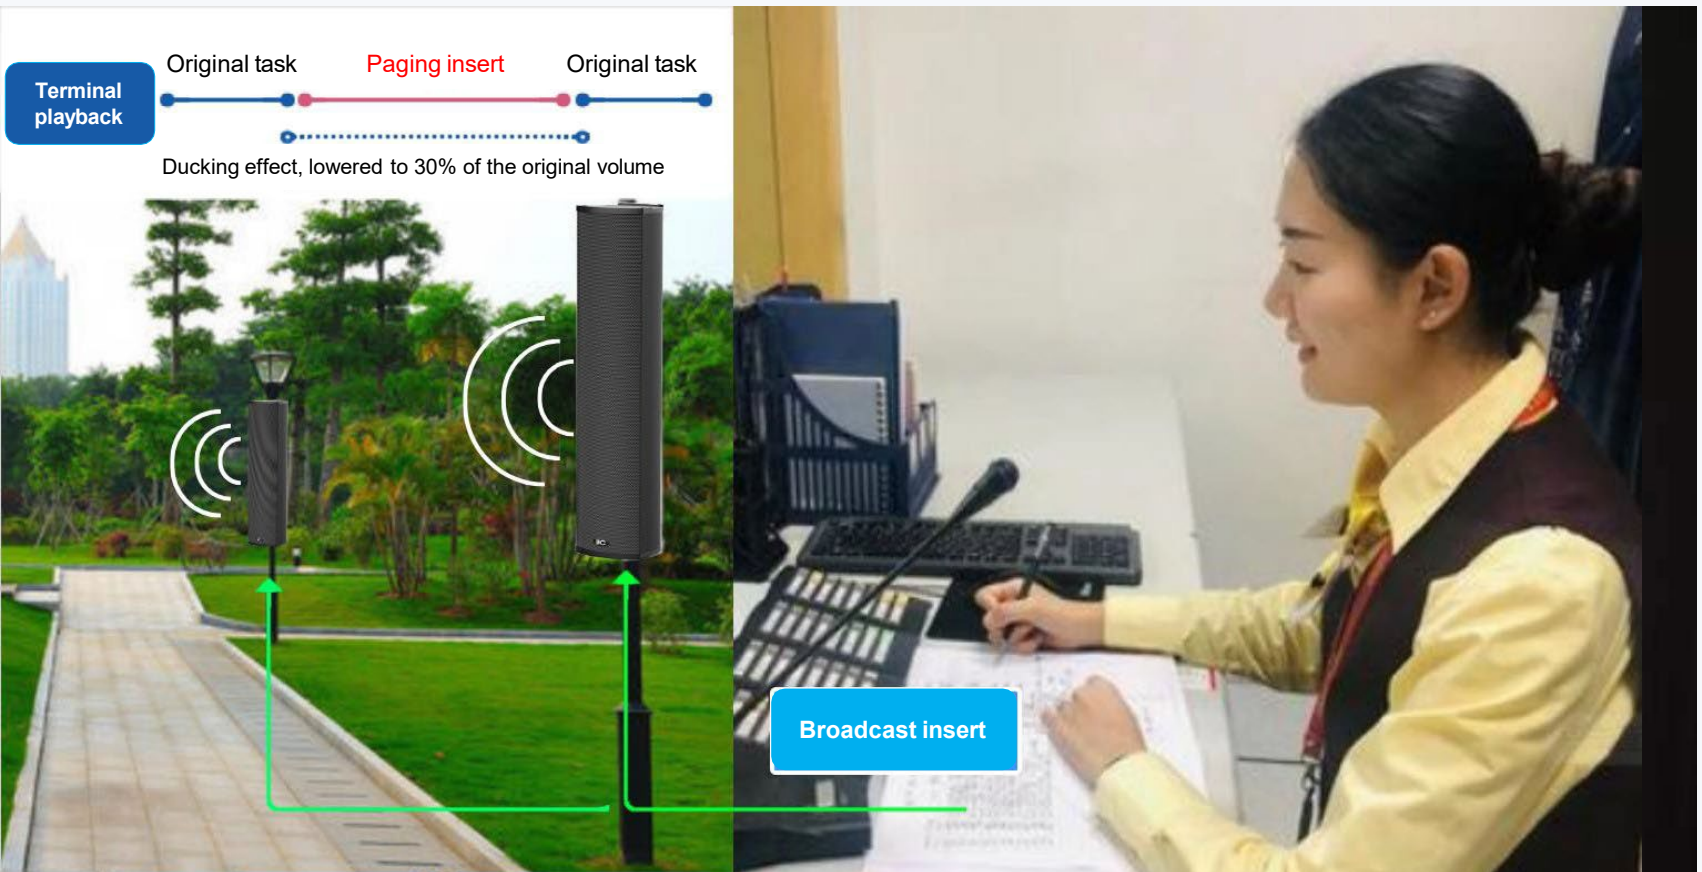 Original task
Paging insert
Original task
Terminal
playback
Ducking effect, lowered to 30% of the original volume
Broadcast insert